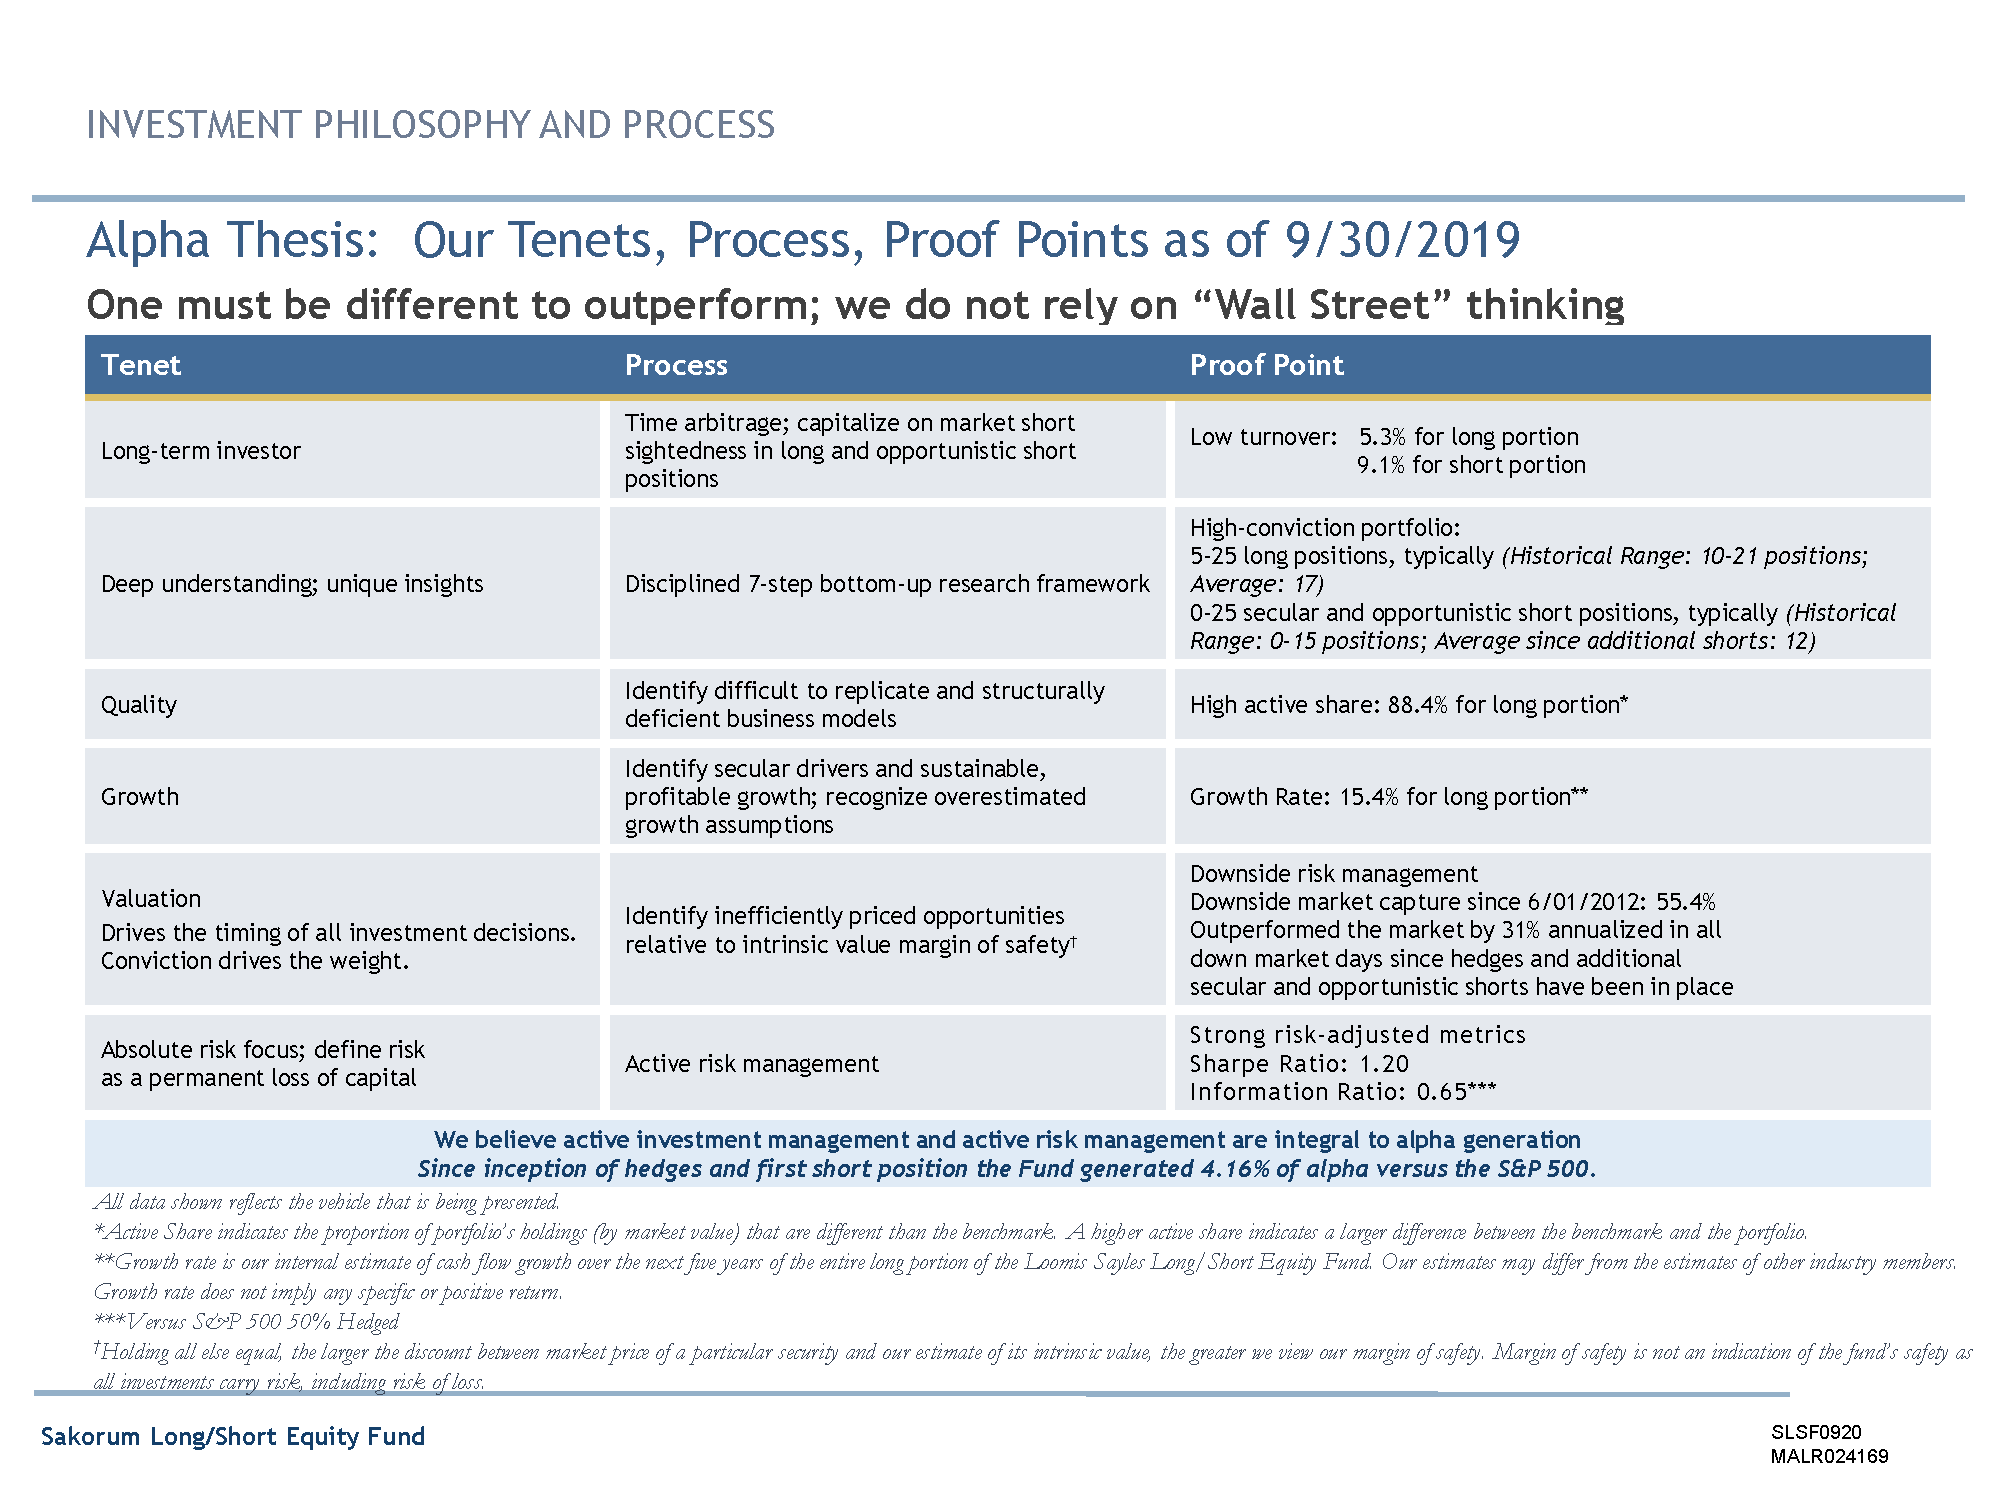 INVESTMENT PHILOSOPHY AND PROCESS
Alpha Thesis: Our Tenets, Process, Proof Points as of 9/30/2019
One must be different to outperform; we do not rely on “Wall Street” thinking
Tenet Process Proof Point
Long-term investor
Time arbitrage; capitalize on market short
sightedness in long and opportunistic short
positions
Low turnover: 5.3% for long portion
9.1% for short portion
Deep understanding; unique insights
Disciplined 7-step bottom-up research framework
High-conviction portfolio:
5-25 long positions, typically (Historical Range: 10-21 positions;
Average: 17)
0-25 secular and opportunistic short positions, typically (Historical
Range: 0-15 positions; Average since additional shorts: 12)
Quality
Identify difficult to replicate and structurally
deficient business models
High active share: 88.4% for long portion*
Growth
Identify secular drivers and sustainable,
profitable growth; recognize overestimated
growth assumptions
Growth Rate: 15.4% for long portion**
Valuation
Drives the timing of all investment decisions.
Conviction drives the weight.
Identify inefficiently priced opportunities
relative to intrinsic value margin of safety†
Downside risk management
Downside market capture since 6/01/2012: 55.4%
Outperformed the market by 31% annualized in all
down market days since hedges and additional
secular and opportunistic shorts have been in place
Absolute risk focus; define risk
as a permanent loss of capital
Active risk management
Strong risk-adjusted metrics
Sharpe Ratio: 1.20
Information Ratio: 0.65***
We believe active investment management and active risk management are integral to alpha generation
Since inception of hedges and first short position the Fund generated 4.16% of alpha versus the S&P 500.
All data shown reflects the vehicle that is being presented.
*Active Share indicates the proportion of portfolio’s holdings (by market value) that are different than the benchmark. A higher active share indicates a larger difference between the benchmark and the portfolio.
**Growth rate is our internal estimate of cash flow growth over the next five years of the entire long portion of the Loomis Sayles Long/Short Equity Fund. Our estimates may differ from the estimates of other industry members.
Growth rate does not imply any specific or positive return.
***Versus S&P 500 50% Hedged
†Holding all else equal, the larger the discount between market price of a particular security and our estimate of its intrinsic value, the greater we view our margin of safety. Margin of safety is not an indication of the fund’s safety as
all investments carry risk, including risk of loss.
Sakorum Long/Short Equity Fund
SLSF0920
MALR024169